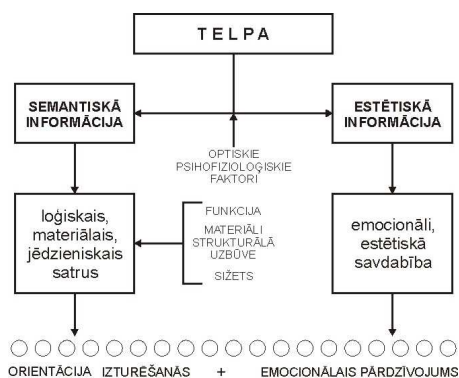 TELPA
SEMANTISKĀ
INFORMĀCIJA
ESTĒTISKĀ
INFORMĀCIJA
OPTISKIE
PSIHOFIZIOLOĢISKIE
FAKTORI
loģiskais,
materiālais,
jēdzieniskais
satrus
FUNKCIJA
MATERIĀLI
STRUKTURĀLĀ
UZBŪVE
SIŽETS
emocionāli,
estētiskā
savdabība
ORIENTĀCIJA IZTURĒŠANĀS + EMOCIONĀLAIS PĀRDZĪVOJUMS